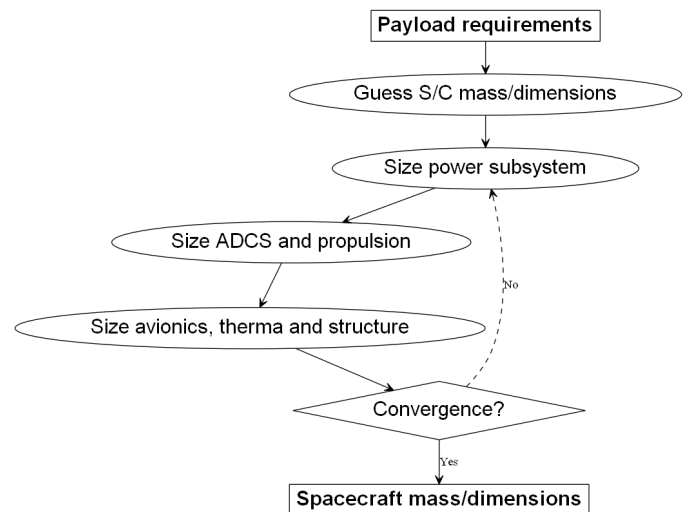 Payload requirements
Guess S/C mass/dimensions
Size power subsystem
Size ADCS and propulsion
No
Size avionics, therma and structure
Convergence?
Yes
Spacecraft mass/dimensions